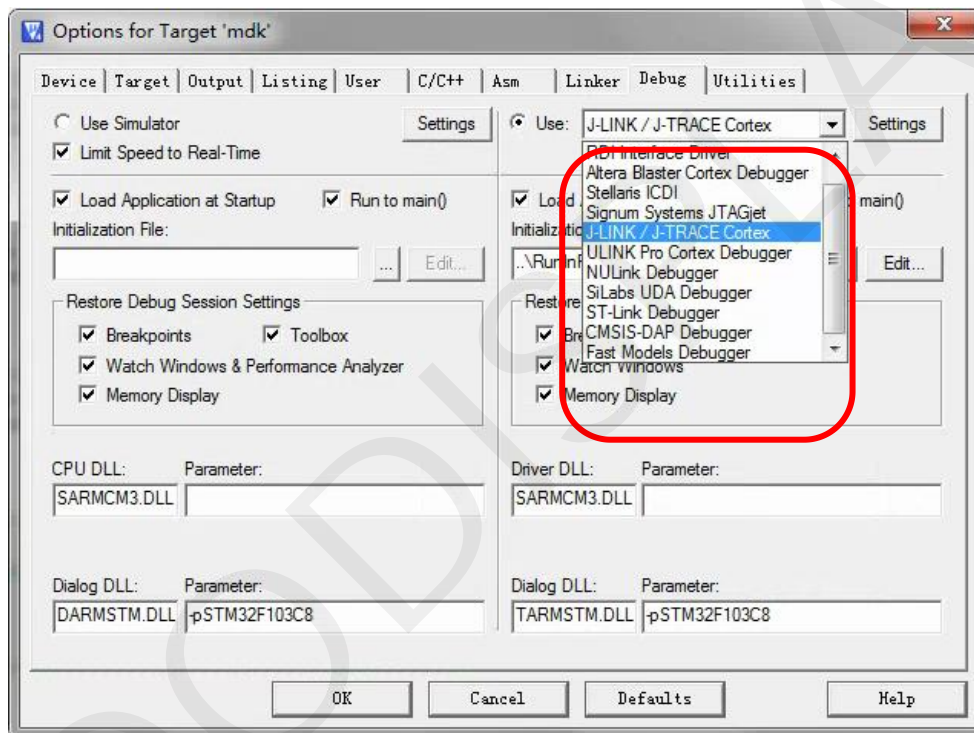 Options for Target 'mdk'
Device Target Output Listing User C/C++ Asm Linker Debug Utilities
Use Simulator Settings Use: J-LINK / J-TRACE Cortex Settings
Limit Speed to Real-Time
RDI Interface Driver
Altera Blaster Cortex Debugger
Stellaris ICDI
Signum Systems JTAGjet
J-LINK / J-TRACE Cortex
ULINK Pro Cortex Debugger
NULink Debugger
SiLabs UDA Debugger
ST-Link Debugger
CMSIS-DAP Debugger
Fast Models Debugger
Load Application at Startup Run to main() Load main()
Initialization File:
... Edit... Edit...
Restore Debug Session Settings
Breakpoints Toolbox
Watch Windows & Performance Analyzer Watch Windows
Memory Display Memory Display
CPU DLL: Parameter: Driver DLL: Parameter:
SARMCM3.DLL SARMCM3.DLL
Dialog DLL: Parameter: Dialog DLL: Parameter:
DARMSTM.DLL -pSTM32F103C8 TARMSTM.DLL -pSTM32F103C8
OK Cancel Defaults Help